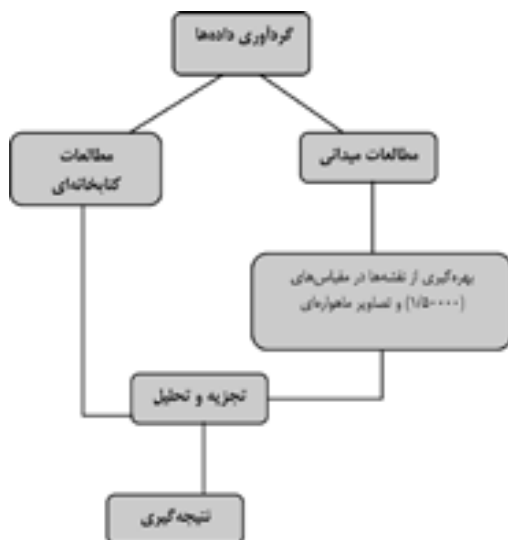 گردآوری داده‌ها
مطالعات میدانی
مطالعات
کتابخانه‌ای
بهره‌گیری از نقشه‌ها در مقیاس‌های
(۱/۵۰۰۰۰) و تصاویر ماهواره‌ای
تجزیه و تحلیل
نتیجه‌گیری